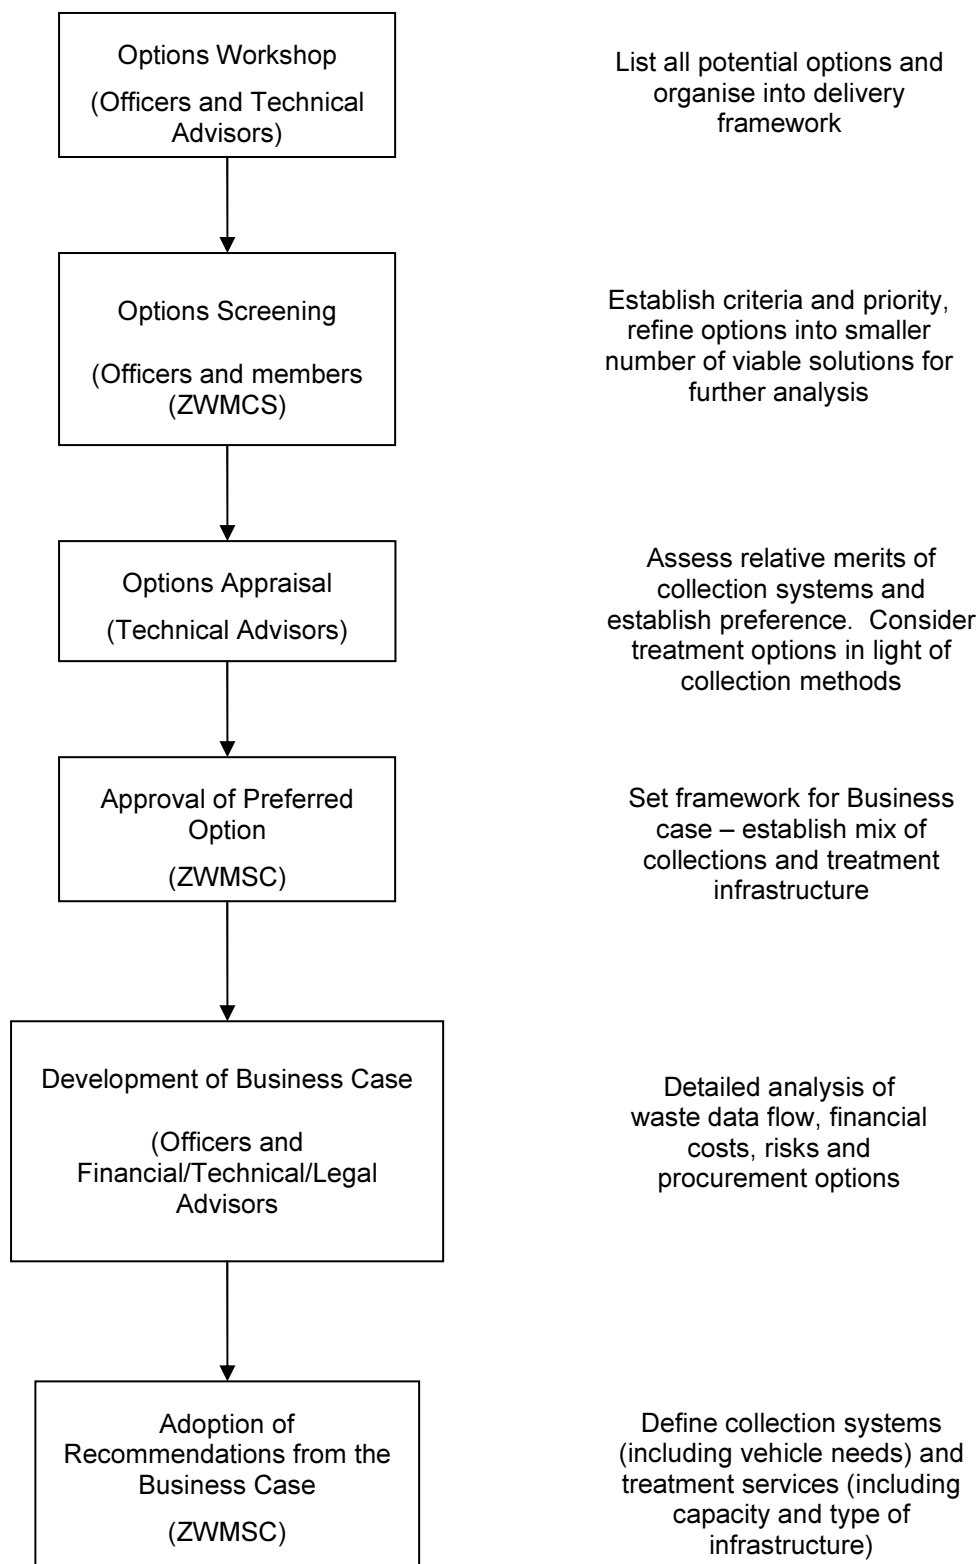 Options Workshop
(Officers and Technical
Advisors)
List all potential options and
organise into delivery
framework
Options Screening
(Officers and members
(ZWMCS)
Establish criteria and priority,
refine options into smaller
number of viable solutions for
further analysis
Options Appraisal
(Technical Advisors)
Assess relative merits of
collection systems and
establish preference.  Consider
treatment options in light of
collection methods
Approval of Preferred
Option
(ZWMSC)
Set framework for Business
case – establish mix of
collections and treatment
infrastructure
Development of Business Case
(Officers and
Financial/Technical/Legal
Advisors
Detailed analysis of
waste data flow, financial
costs, risks and
procurement options
Adoption of
Recommendations from the
Business Case
(ZWMSC)
Define collection systems
(including vehicle needs) and
treatment services (including
capacity and type of
infrastructure)